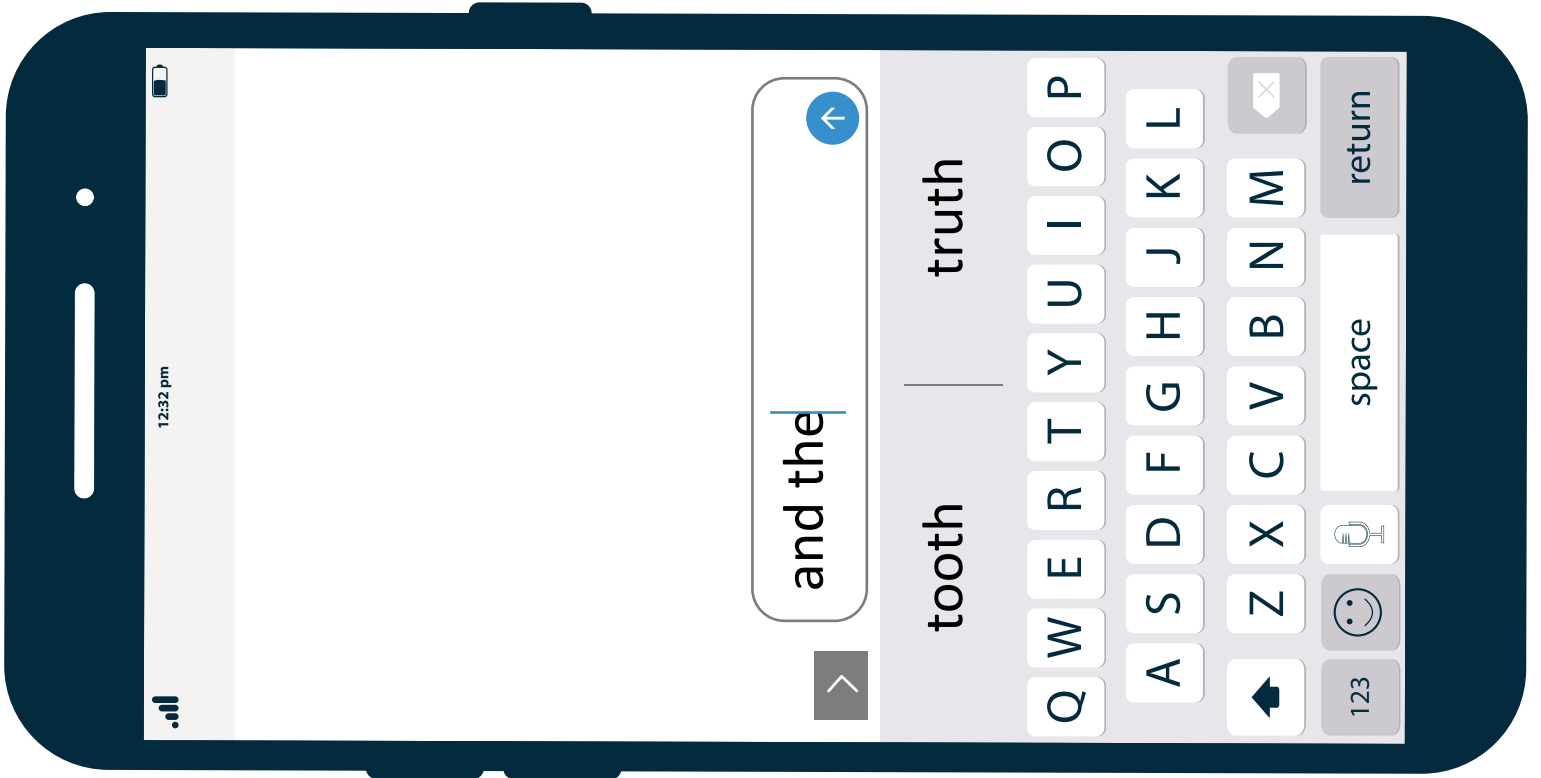 12:32 pm
and the
tooth truth
Q W E R T Y U I O P
A S D F G H J K L
Z X C V B N M
123 space return